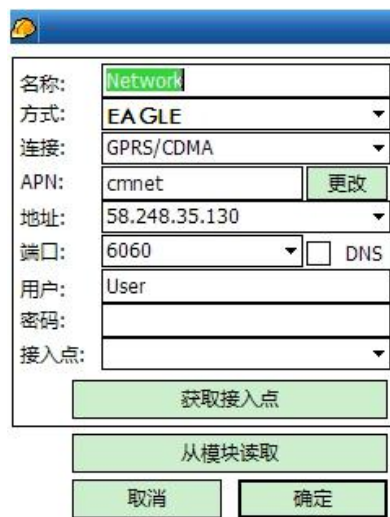 名称: Network
方式: EAGLE
连接: GPRS/CDMA
APN: cmnet 更改
地址: 58.248.35.130
端口: 6060 DNS
用户: User
密码:
接入点:
获取接入点
从模块读取
取消 确定